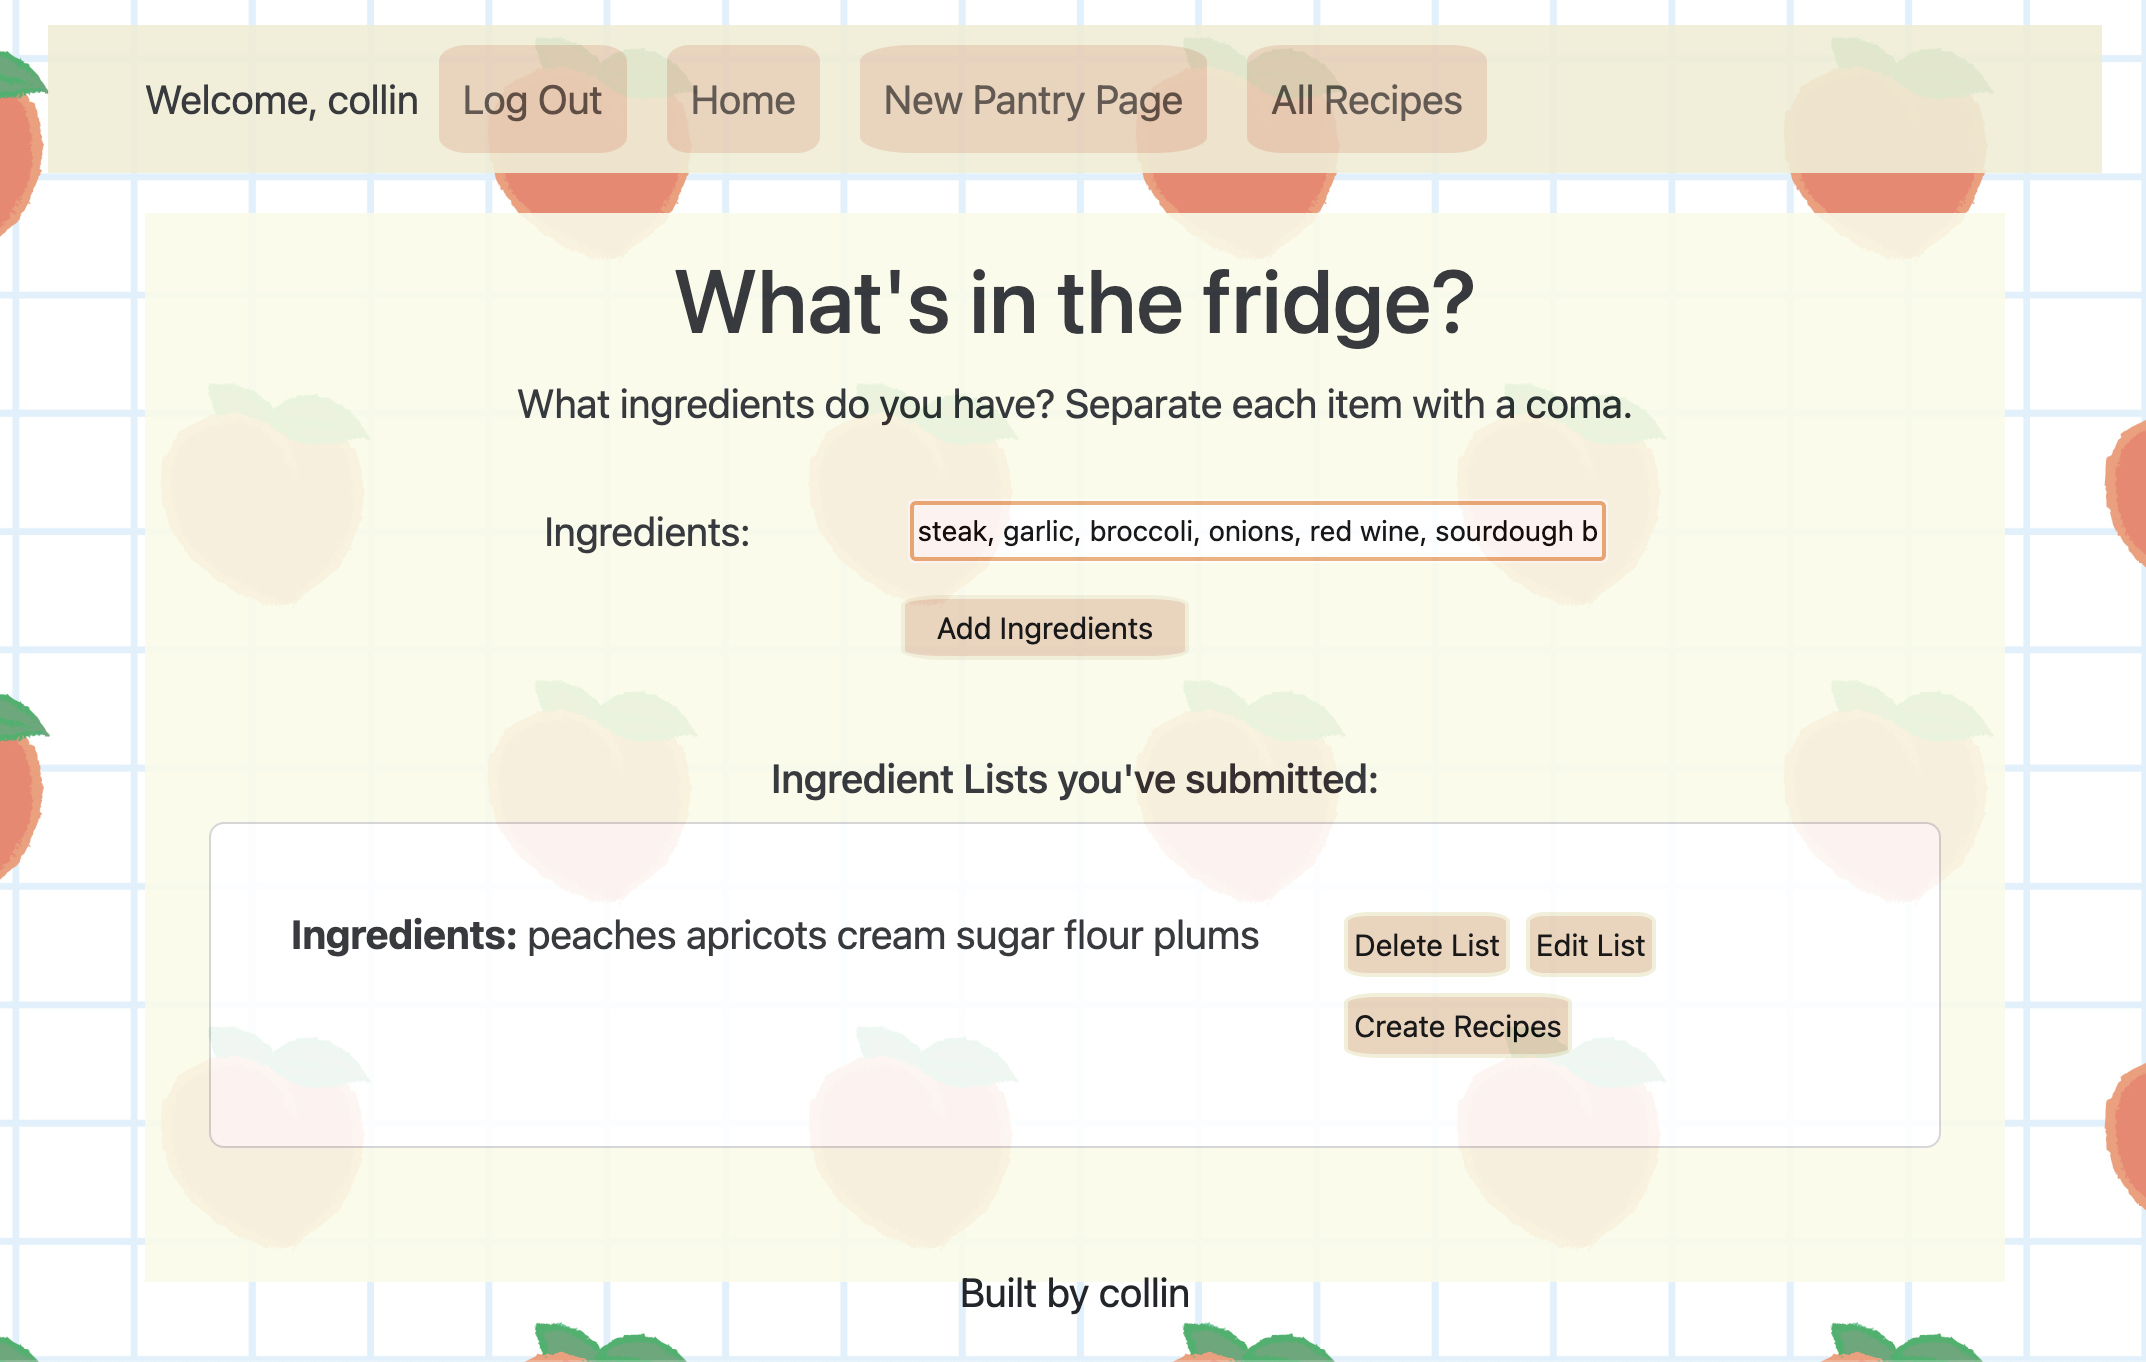 Welcome, collin Log Out Home New Pantry Page All Recipes
What's in the fridge?
What ingredients do you have? Separate each item with a coma.
Ingredients: steak, garlic, broccoli, onions, red wine, sourdough b
Add Ingredients
Ingredient Lists you've submitted:
Ingredients: peaches apricots cream sugar flour plums Delete List Edit List
Create Recipes
Built by collin